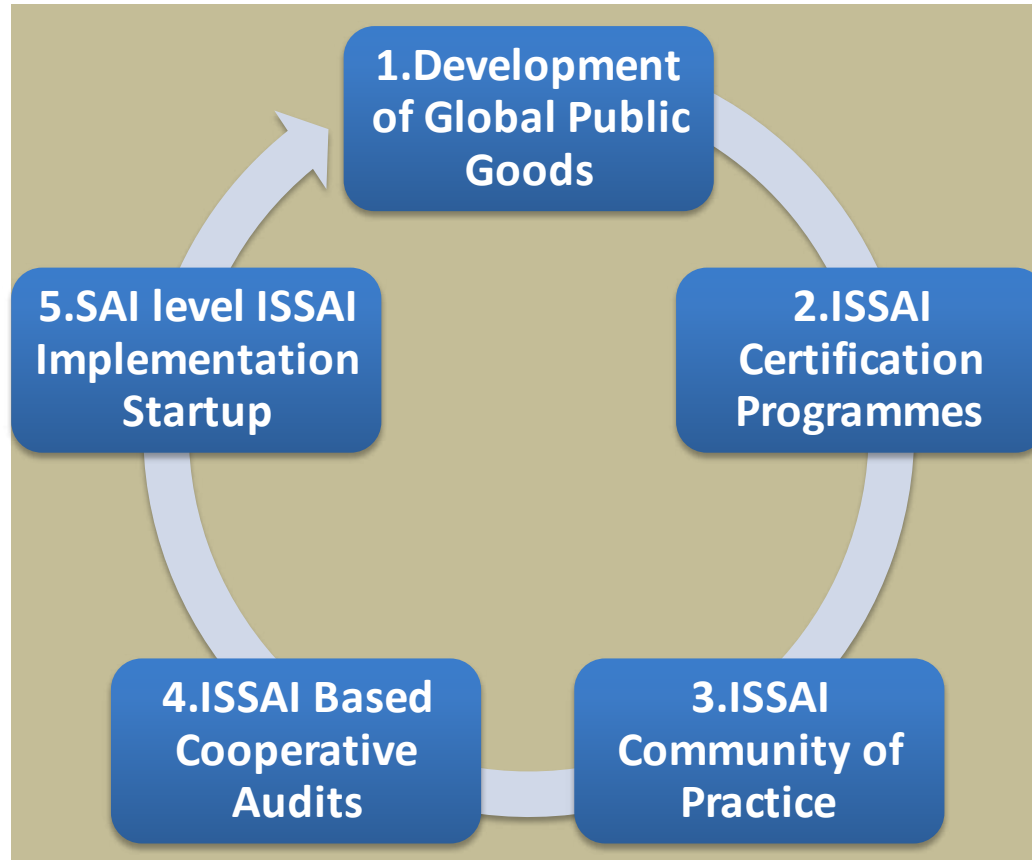 1.Development
of Global Public
Goods
2.ISSAI
Certification
Programmes
3.ISSAI
Community of
Practice
4.ISSAI Based
Cooperative
Audits
5.SAI level ISSAI
Implementation
Startup